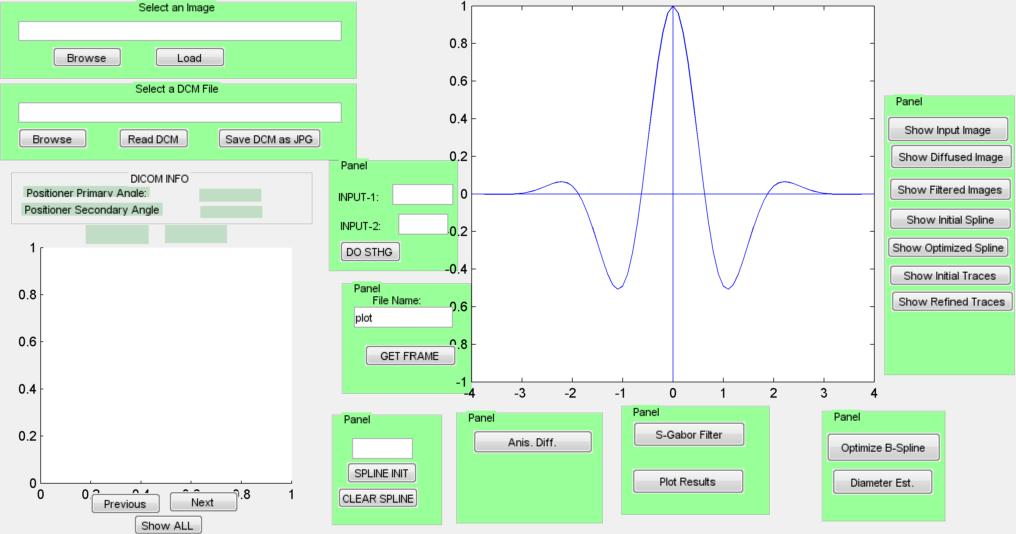 Select an Image
Browse Load
Select a DCM File
Browse Read DCM Save DCM as JPG
DICOM INFO
Positioner Primary Angle:
Positioner Secondary Angle
1
0.8
0.6
0.4
0.2
0
0 0.2 0.4 0.8 1
Previous Next
Show ALL
Panel
INPUT-1:
INPUT-2:
DO STHG
Panel
File Name:
plot
GET FRAME
1
0.8
0.6
0.4
0.2
0
-0.2
-0.4
-0.6
-0.8
-1
-4 -3 -2 -1 0 1 2 3 4
Panel
Show Input Image
Show Diffused Image
Show Filtered Images
Show Initial Spline
Show Optimized Spline
Show Initial Traces
Show Refined Traces
Panel
SPLINE INIT
CLEAR SPLINE
Panel
Anis. Diff.
Panel
S-Gabor Filter
Plot Results
Panel
Optimize B-Spline
Diameter Est.